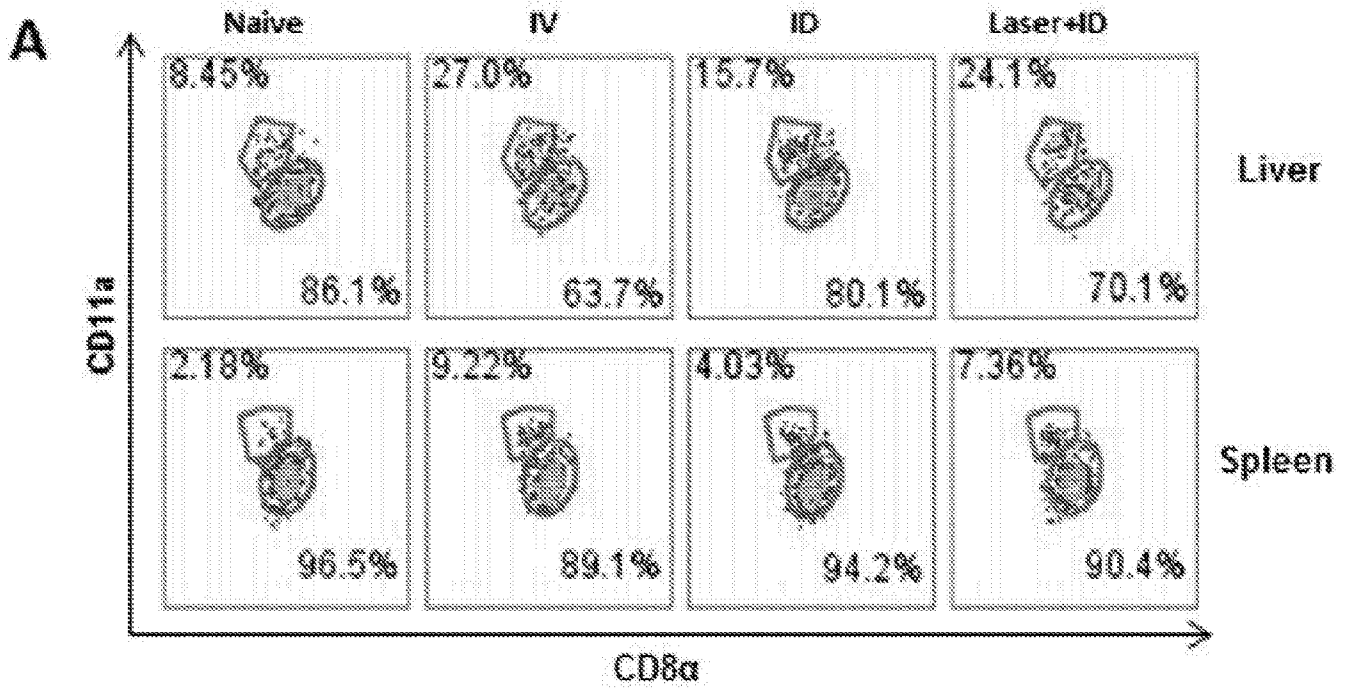 A
Naive IV ID Laser+ID
8.45% 27.0% 15.7% 24.1%
Liver
86.1% 63.7% 80.1% 70.1%
CD11a
2.18% 9.22% 4.03% 7.36%
Spleen
96.5% 89.1% 94.2% 90.4%
CD8α